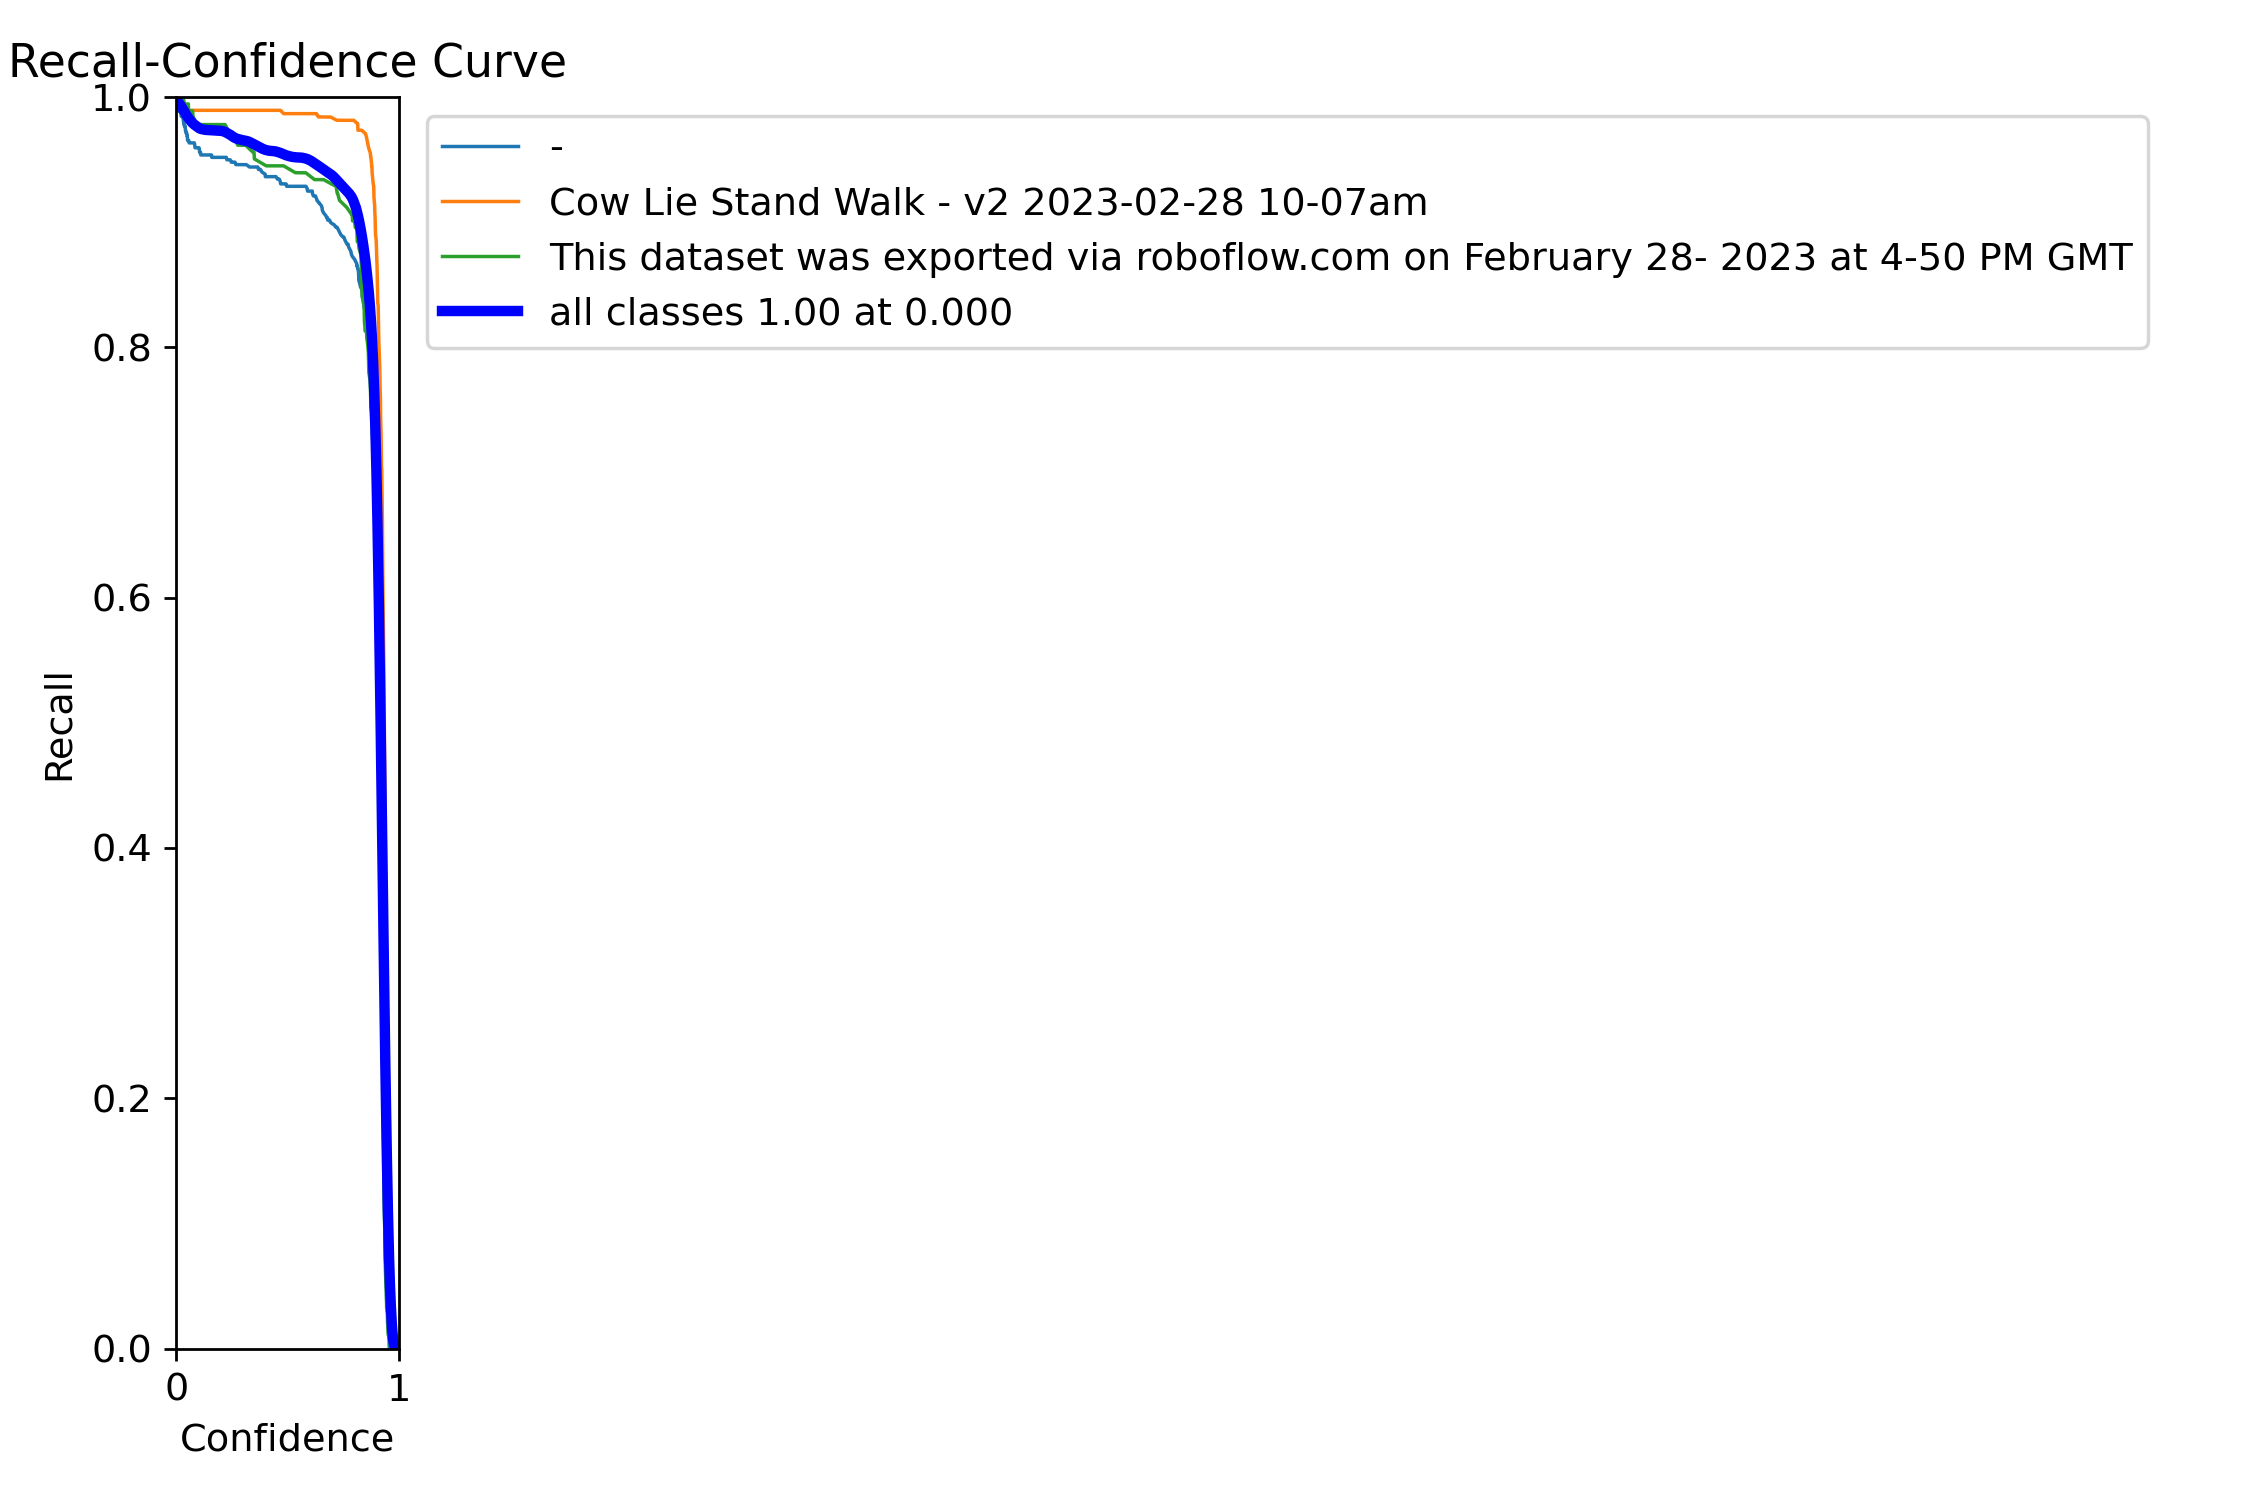 Recall-Confidence Curve
1.0
0.8
0.6
0.4
0.2
0.0
Recall
0 1
Confidence
-
Cow Lie Stand Walk - v2 2023-02-28 10-07am
This dataset was exported via roboflow.com on February 28- 2023 at 4-50 PM GMT
all classes 1.00 at 0.000